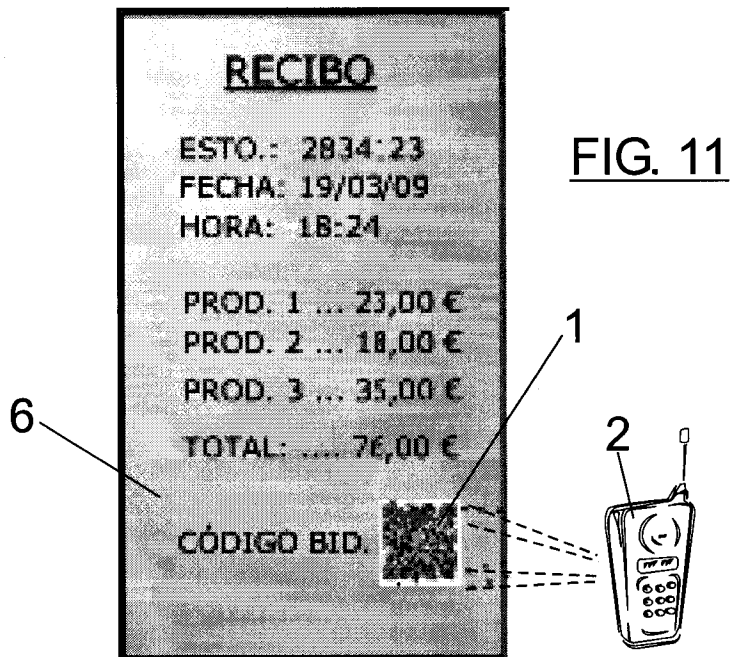 RECIBO
ESTO.: 2834:23
FECHA: 19/03/09
HORA: 18:24
PROD. 1 ... 23,00 €
PROD. 2 ... 18,00 €
PROD. 3 ... 35,00 €
TOTAL: .... 76,00 €
CÓDIGO BID.
FIG. 11
1
2
6